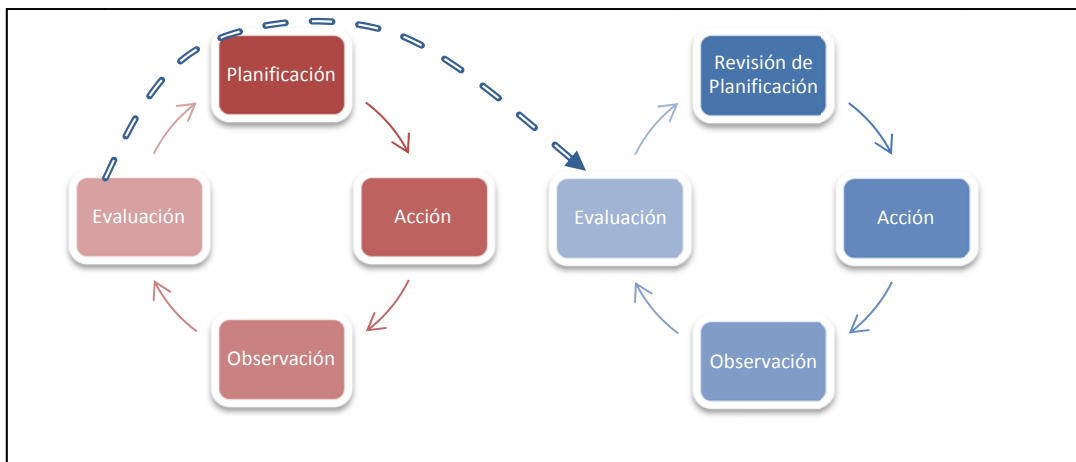 Planificación
Acción
Observación
Evaluación
Revisión de
Planificación
Acción
Observación
Evaluación